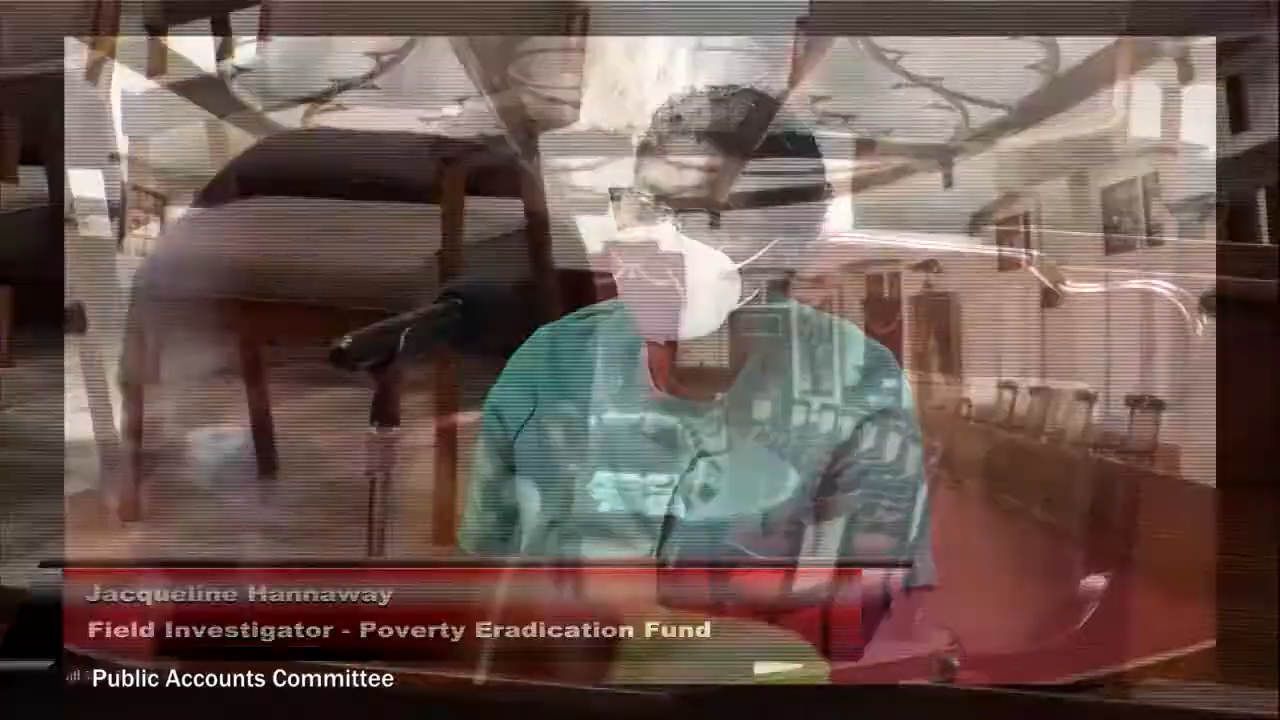 Jacqueline Hannaway
Field Investigator - Poverty Eradication Fund
Public Accounts Committee